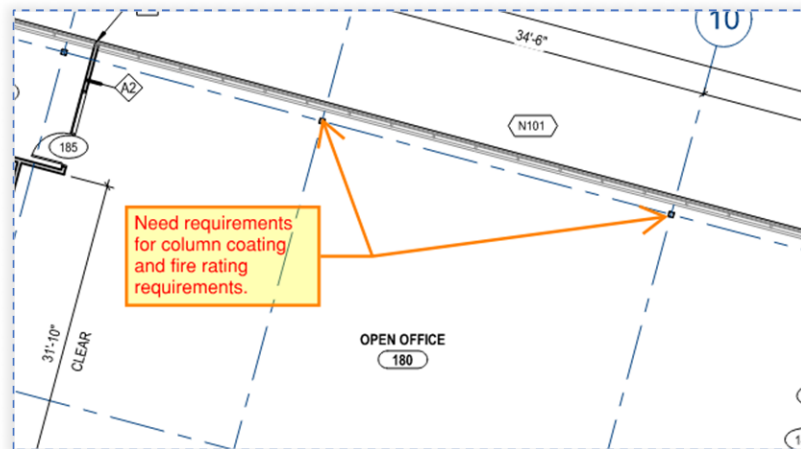 10
34'-6"
A2
N101
185
Need requirements
for column coating
and fire rating
requirements.
31'-10"
CLEAR
OPEN OFFICE
180